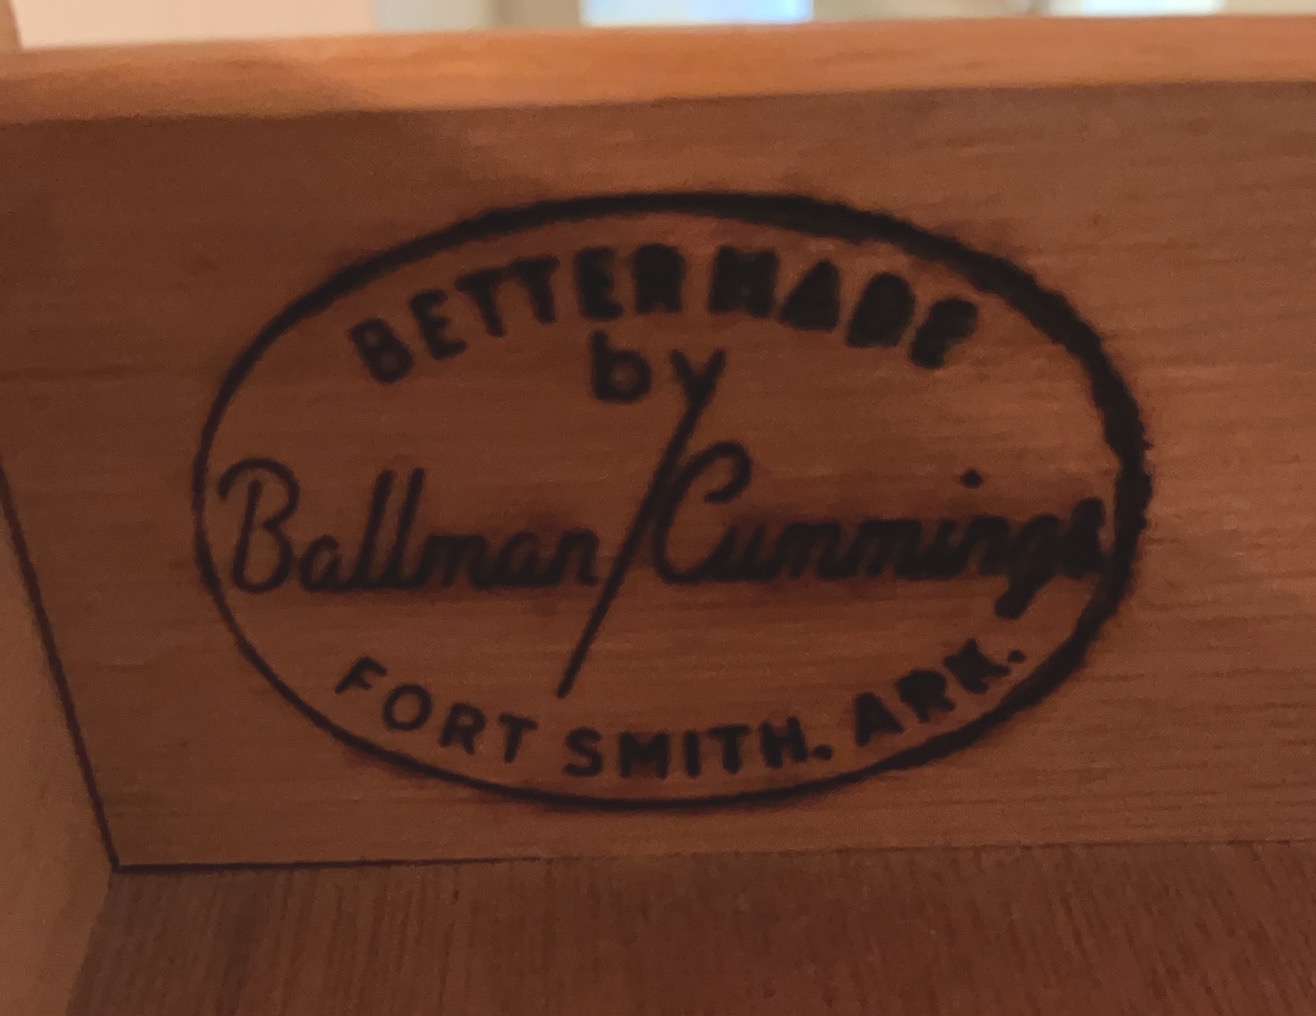 BETTER MADE
by
Ballman/Cummings
FORT SMITH. ARK.